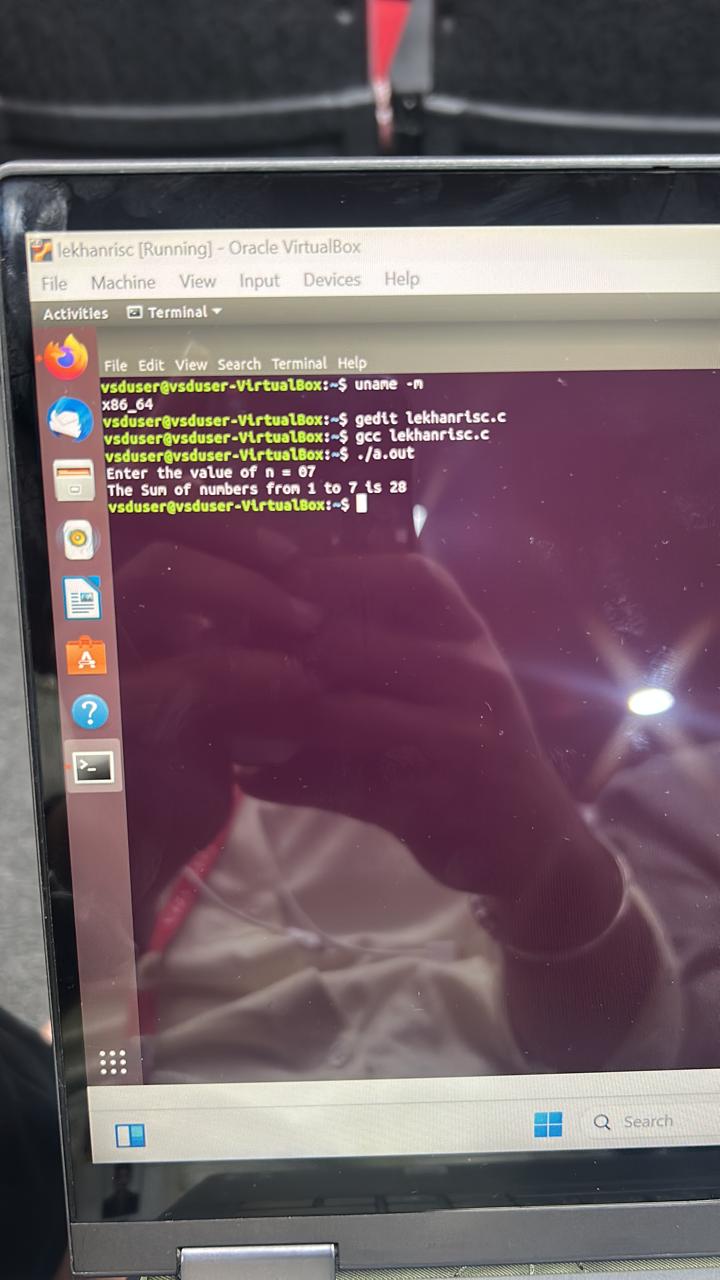 lekhanrisc [Running] - Oracle VirtualBox
File Machine View Input Devices Help
Activities Terminal
File Edit View Search Terminal Help
vsduser@vsduser-VirtualBox:~$ uname -m
x86_64
vsduser@vsduser-VirtualBox:~$ gedit lekhanrisc.c
vsduser@vsduser-VirtualBox:~$ gcc lekhanrisc.c
vsduser@vsduser-VirtualBox:~$ ./a.out
Enter the value of n = 07
The Sum of numbers from 1 to 7 is 28
vsduser@vsduser-VirtualBox:~$
Search